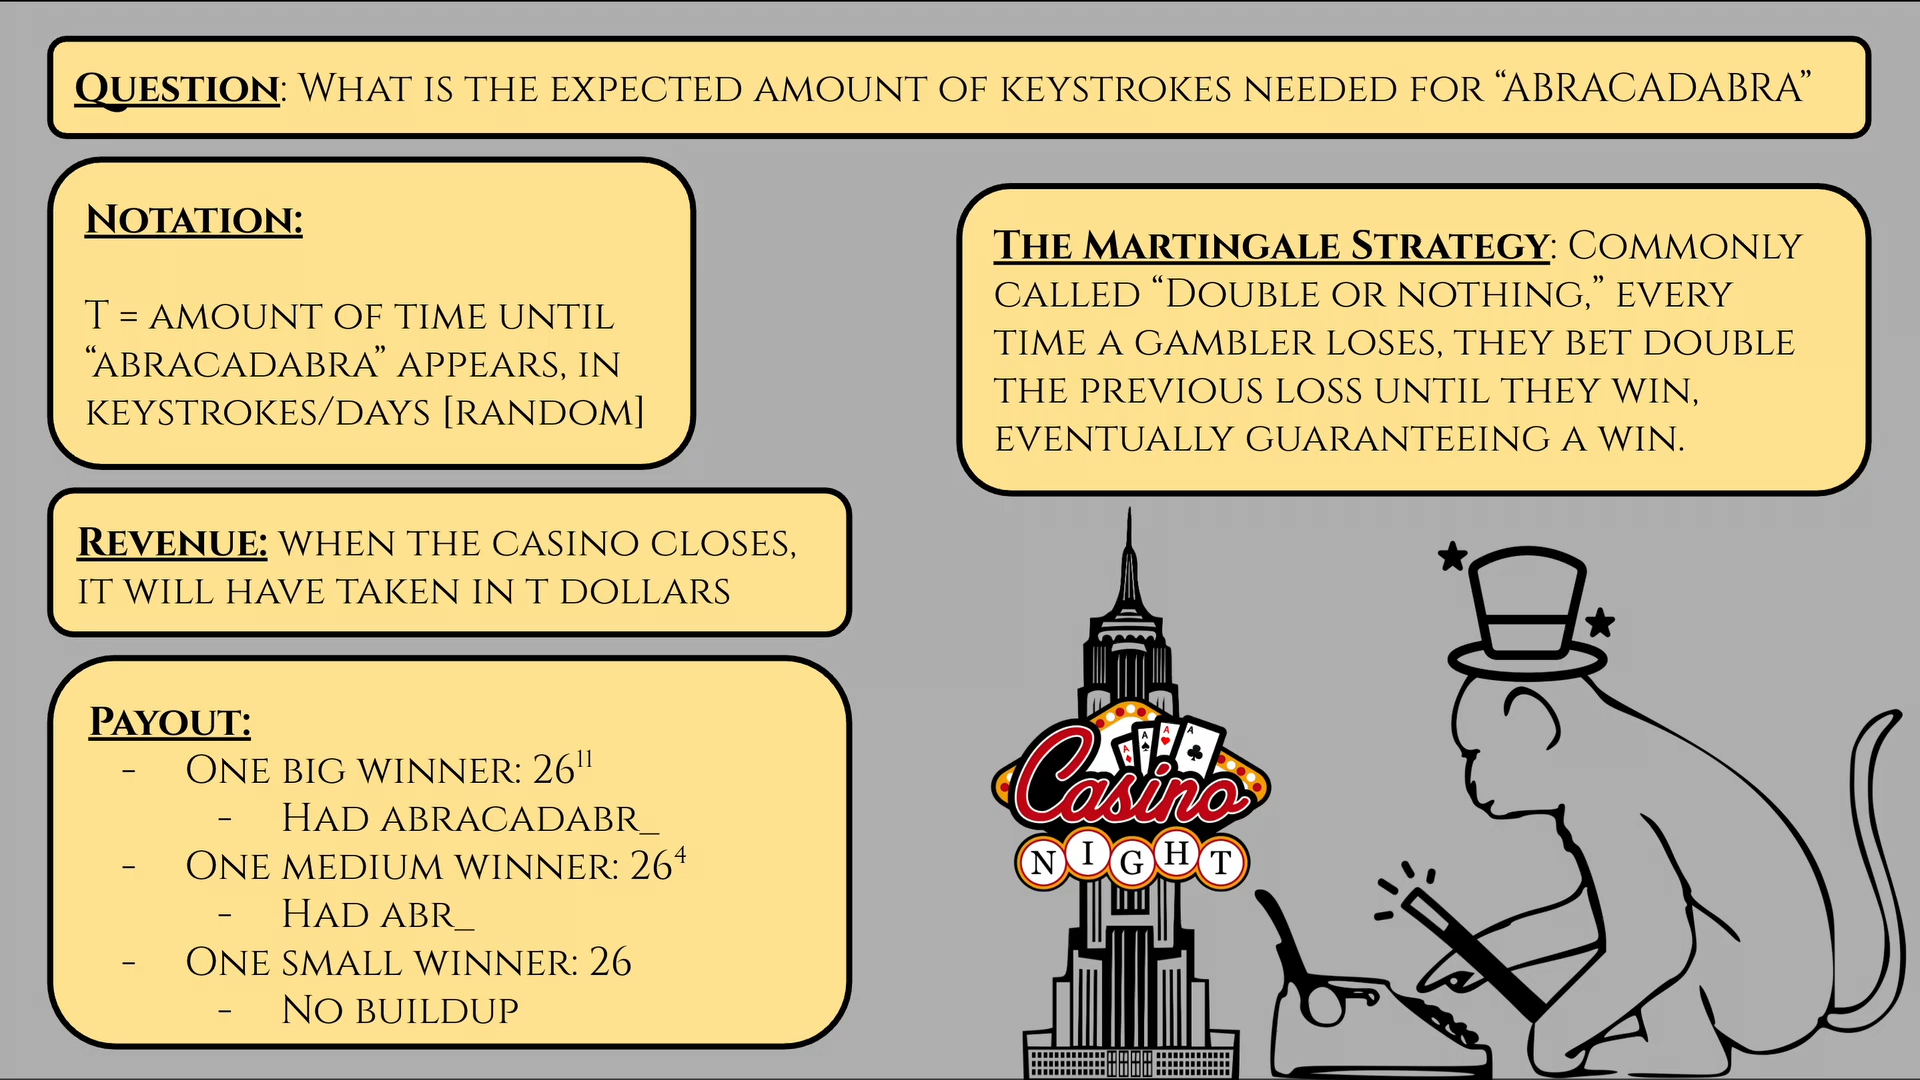 Question: What is the expected amount of keystrokes needed for “ABRACADABRA”
Notation:
T = amount of time until
“abracadabra” appears, in
keystrokes/days [random]
The Martingale Strategy: Commonly
called “Double or nothing,” every
time a gambler loses, they bet double
the previous loss until they win,
eventually guaranteeing a win.
Revenue: when the casino closes,
it will have taken in T dollars
Payout:
- One big winner: 26¹¹
- Had abracadabr_
- One medium winner: 26⁴
- Had abr_
- One small winner: 26
- No buildup
A A A A
Casino
NIGHT